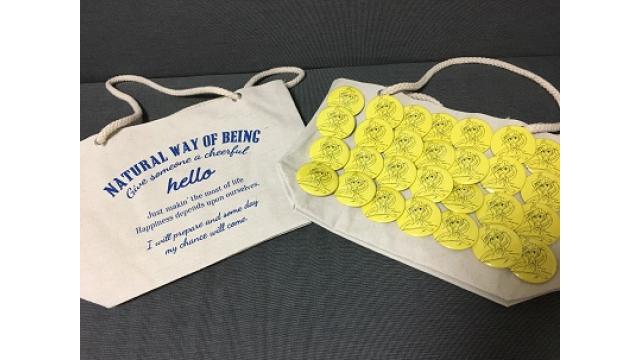 NATURAL WAY OF BEING
Give someone a cheerful
hello
Just makin' the most of life
Happiness depends upon ourselves.
I will prepare and some day
my chance will come.